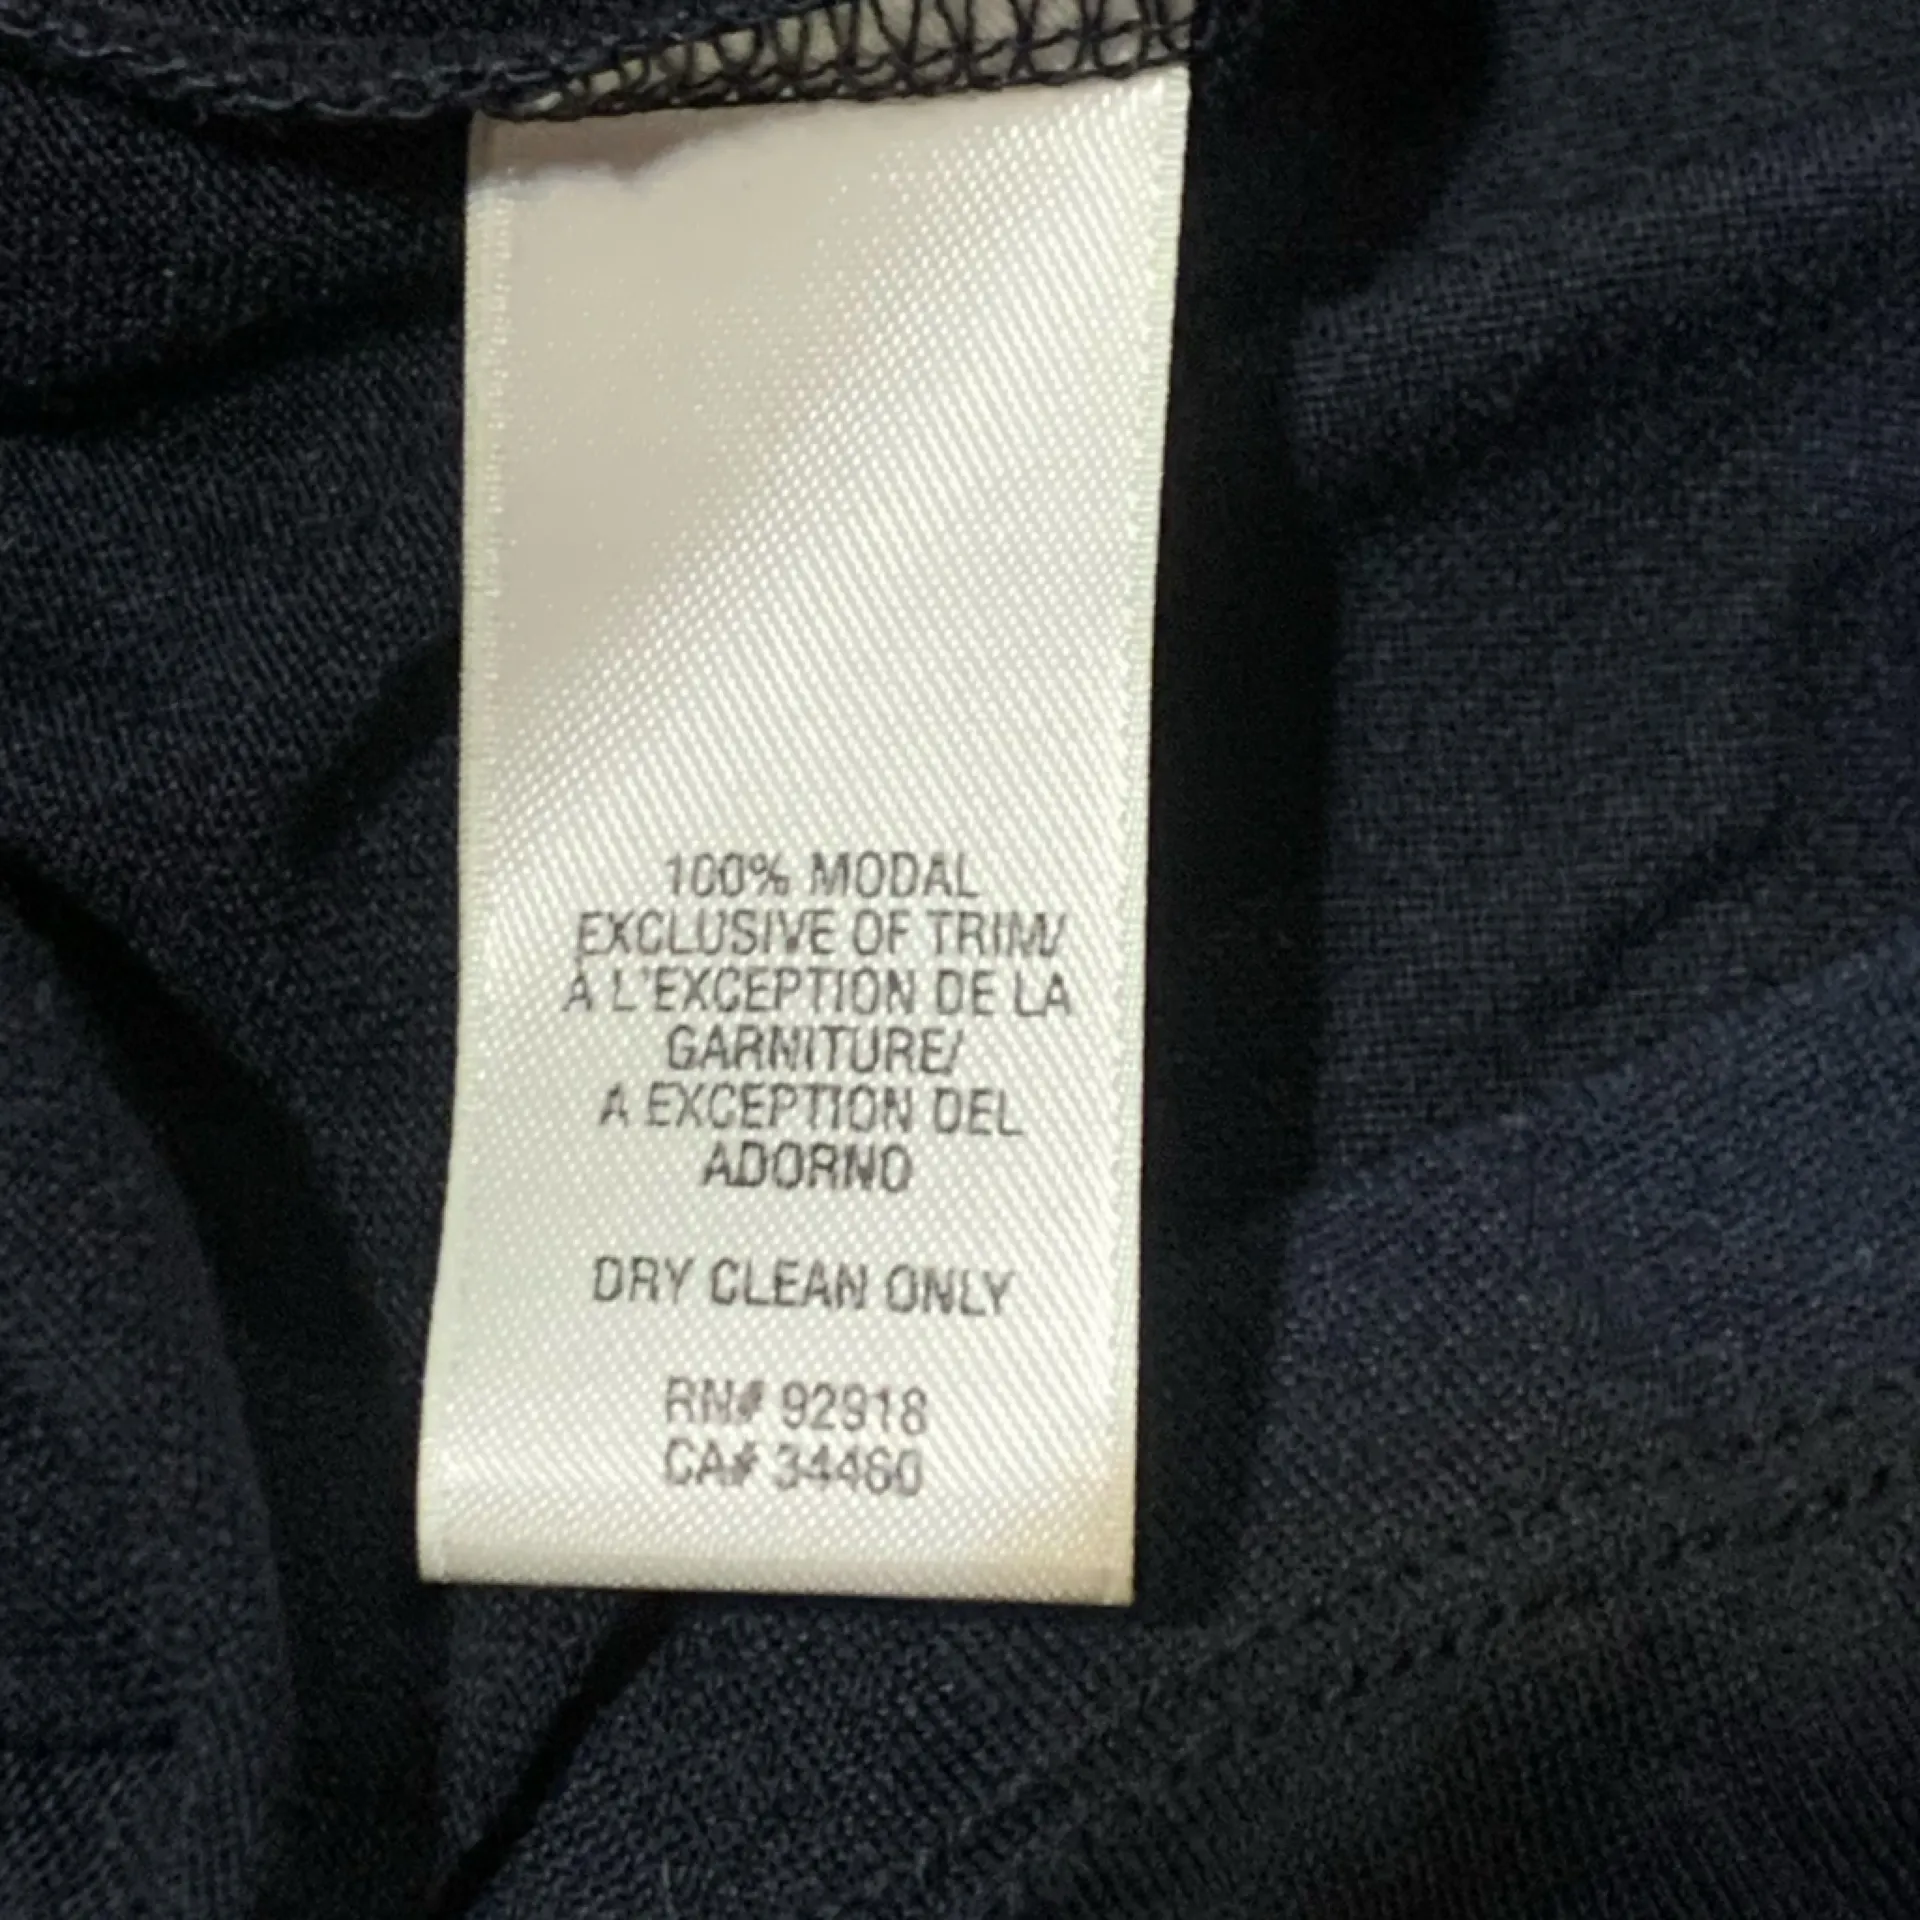 100% MODAL
EXCLUSIVE OF TRIM/
A L'EXCEPTION DE LA
GARNITURE/
A EXCEPTION DEL
ADORNO
DRY CLEAN ONLY
RN# 92918
CA# 34460